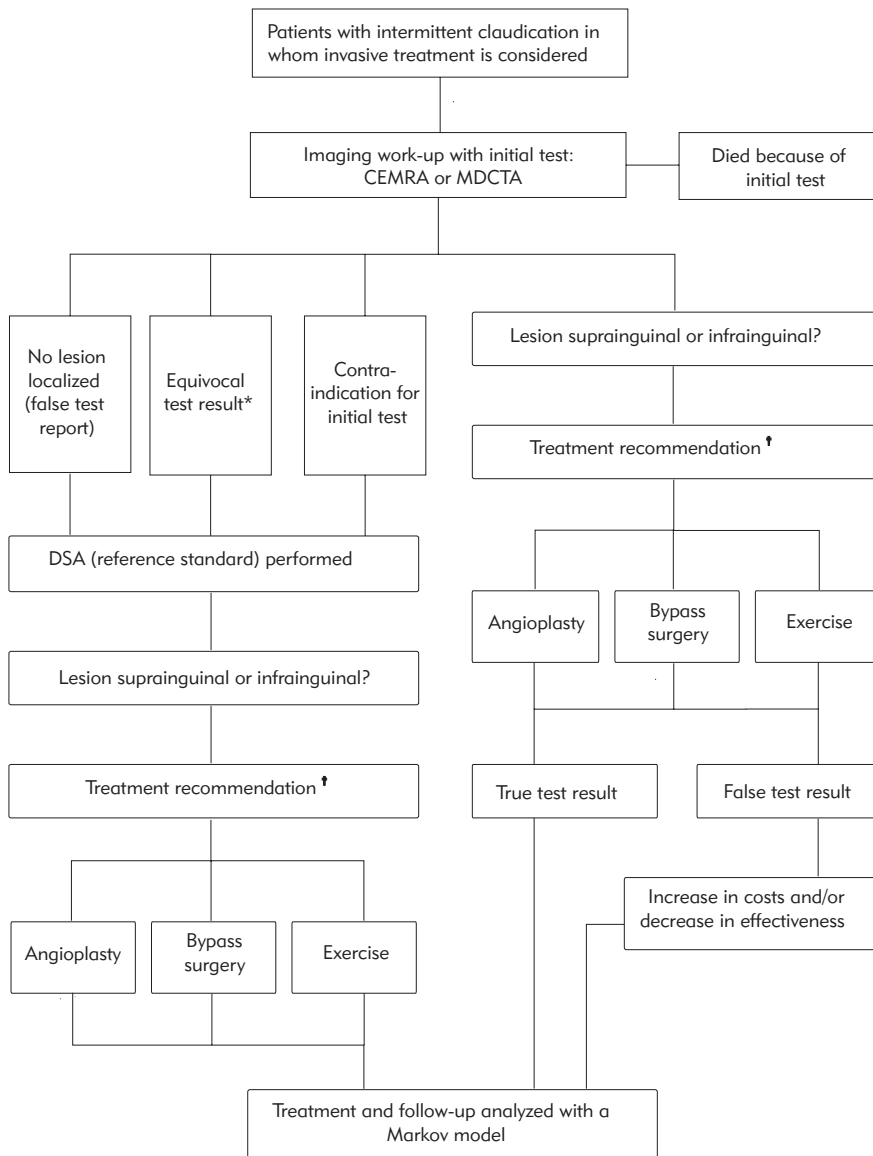 Patients with intermittent claudication in
whom invasive treatment is considered
Imaging work-up with initial test:
CEMRA or MDCTA
Died because of
initial test
No lesion
localized
(false test
report)
Equivocal
test result*
Contra-
indication for
initial test
Lesion suprainguinal or infrainguinal?
Treatment recommendation †
DSA (reference standard) performed
Angioplasty
Bypass
surgery
Exercise
Lesion suprainguinal or infrainguinal?
Treatment recommendation †
True test result
False test result
Increase in costs and/or
decrease in effectiveness
Angioplasty
Bypass
surgery
Exercise
Treatment and follow-up analyzed with a
Markov model